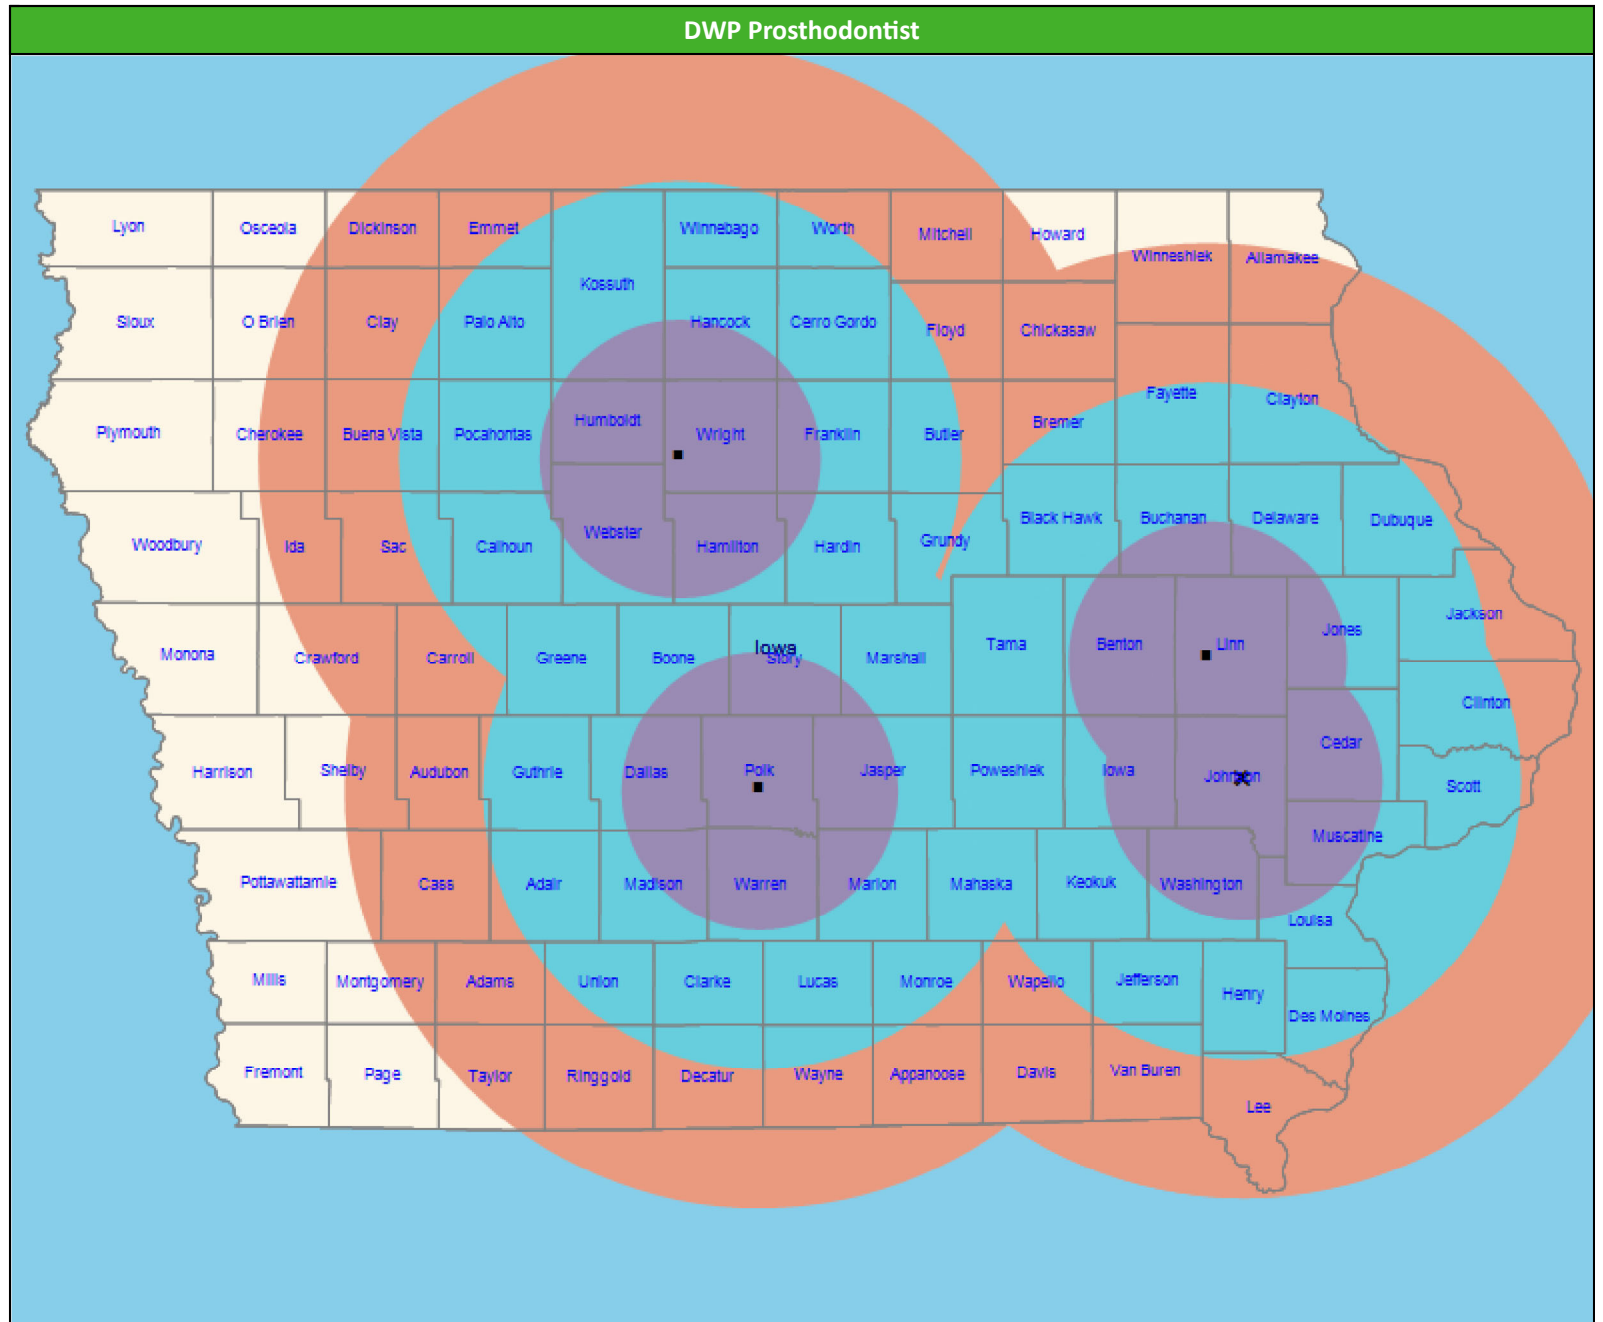 DWP Prosthodontist
Lyon
Osceola
Dickinson
Emmet
Winnebago
Worth
Mitchell
Howard
Winneshiek
Allamakee
Kossuth
Sioux
O Brien
Clay
Palo Alto
Hancock
Cerro Gordo
Floyd
Chickasaw
Fayette
Clayton
Plymouth
Cherokee
Buena Vista
Pocahontas
Humboldt
Wright
Franklin
Butler
Bremer
Woodbury
Ida
Sac
Calhoun
Webster
Hamilton
Hardin
Grundy
Black Hawk
Buchanan
Delaware
Dubuque
Monona
Crawford
Carroll
Greene
Boone
Iowa
Story
Marshall
Tama
Benton
Linn
Jones
Jackson
Clinton
Harrison
Shelby
Audubon
Guthrie
Dallas
Polk
Jasper
Poweshiek
Iowa
Johnson
Cedar
Scott
Muscatine
Pottawattamie
Cass
Adair
Madison
Warren
Marion
Mahaska
Keokuk
Washington
Louisa
Mills
Montgomery
Adams
Union
Clarke
Lucas
Monroe
Wapello
Jefferson
Henry
Des Moines
Fremont
Page
Taylor
Ringgold
Decatur
Wayne
Appanoose
Davis
Van Buren
Lee